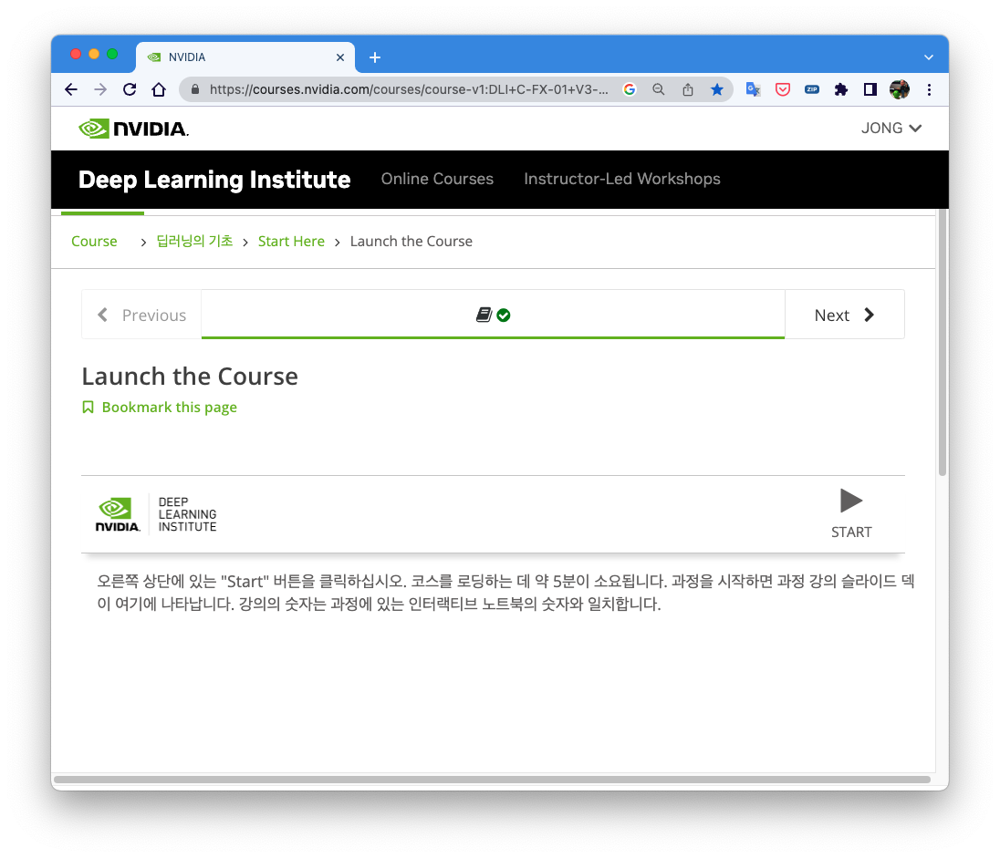 NVIDIA
https://courses.nvidia.com/courses/course-v1:DLI+C-FX-01+V3-...
ZIP
NVIDIA.
JONG
Deep Learning Institute Online Courses Instructor-Led Workshops
Course > 딥러닝의 기초 > Start Here > Launch the Course
Previous
Next
Launch the Course
Bookmark this page
NVIDIA.
DEEP
LEARNING
INSTITUTE
START
오른쪽 상단에 있는 "Start" 버튼을 클릭하십시오. 코스를 로딩하는 데 약 5분이 소요됩니다. 과정을 시작하면 과정 강의 슬라이드 덱
이 여기에 나타납니다. 강의의 숫자는 과정에 있는 인터랙티브 노트북의 숫자와 일치합니다.